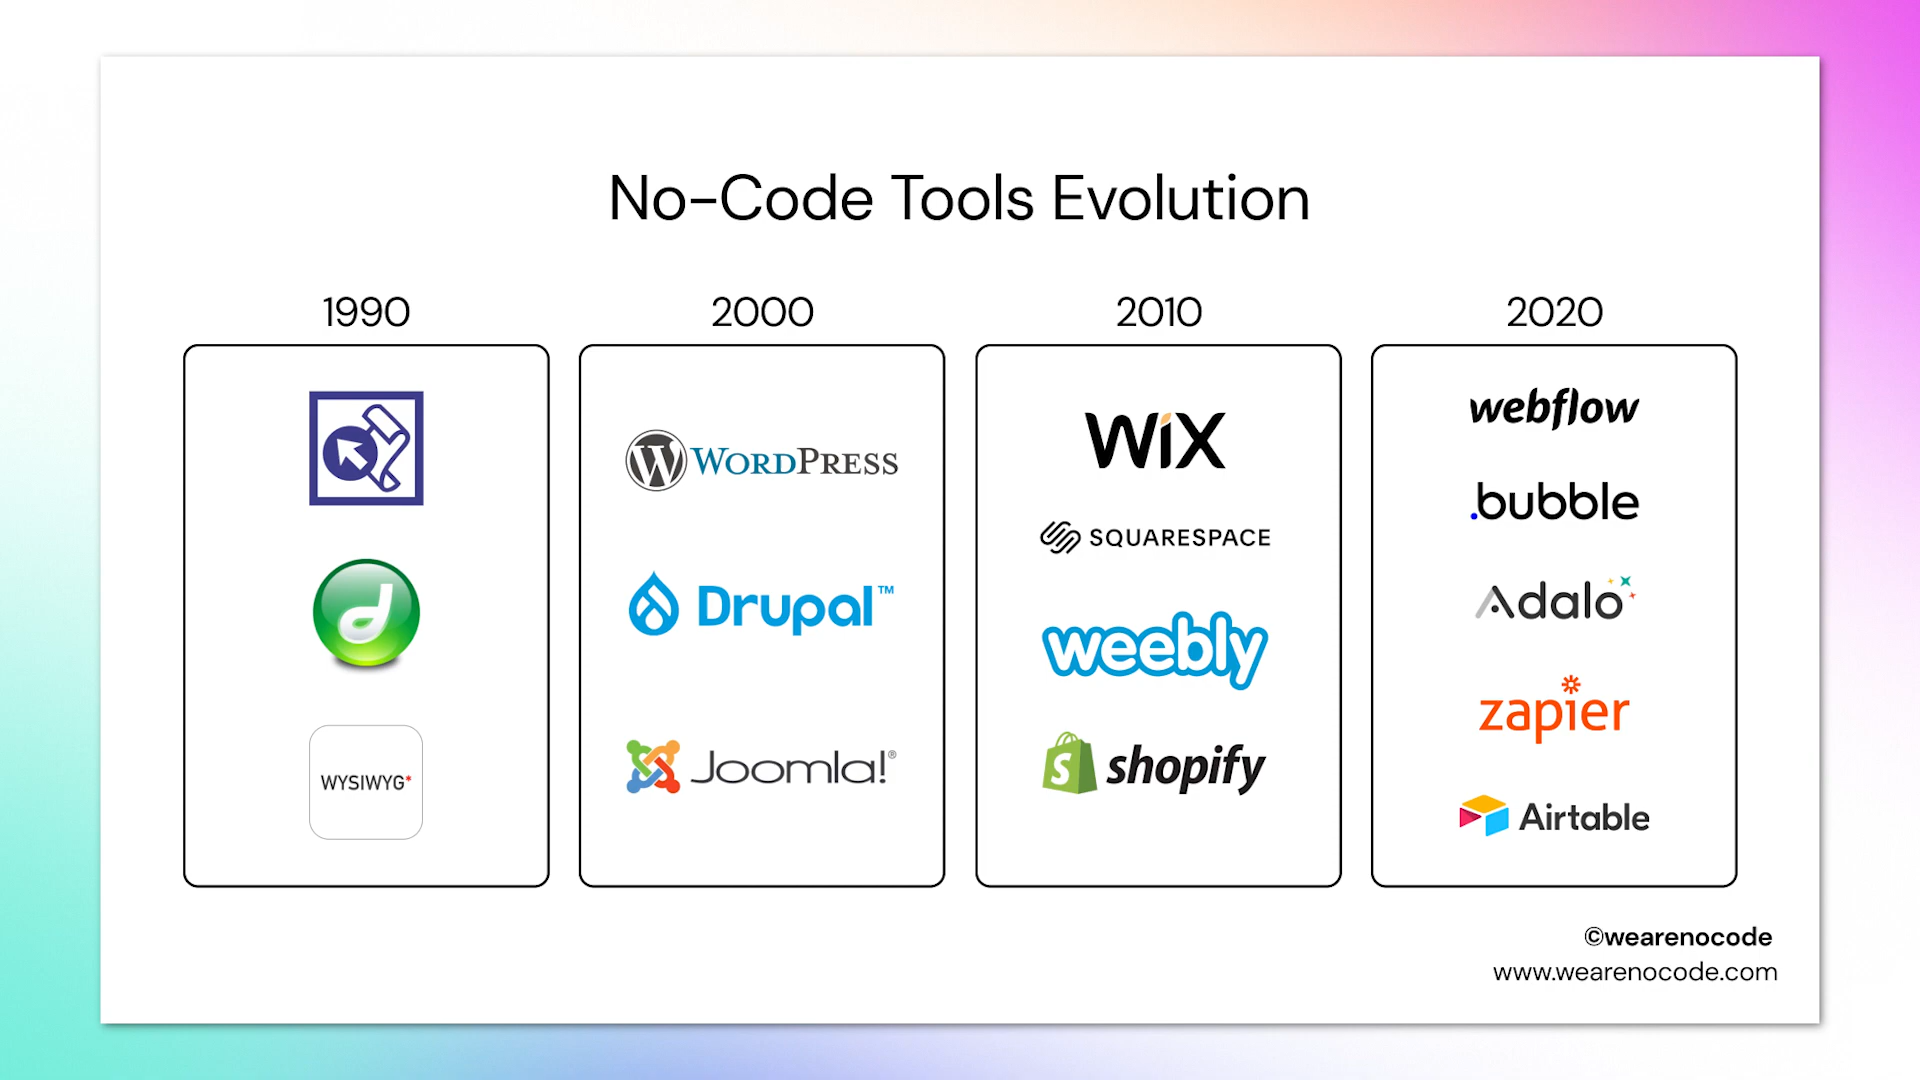 No-Code Tools Evolution
1990
WYSIWYG*
2000
WORDPRESS
Drupal™
Joomla!®
2010
WiX
SQUARESPACE
weebly
shopify
2020
webflow
.bubble
Adalo
zapier
Airtable
©wearenocode
www.wearenocode.com